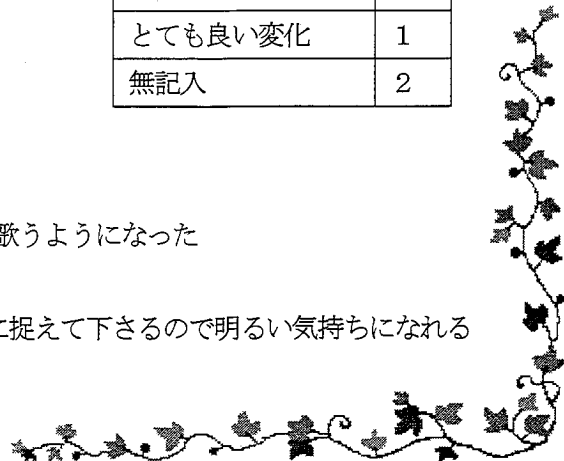 とても良い変化 1
無記入 2
歌うようになった
に捉えて下さるので明るい気持ちになれる